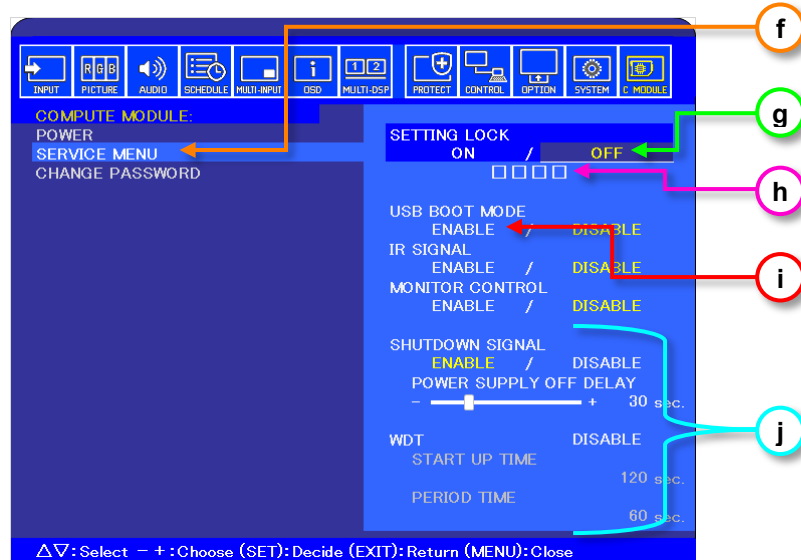 f
INPUT RGB PICTURE AUDIO SCHEDULE MULTI-INPUT i OSD 1 2 MULTI-DSP PROTECT CONTROL OPTION SYSTEM C MODULE
COMPUTE MODULE:
POWER
SERVICE MENU
CHANGE PASSWORD
SETTING LOCK
ON / OFF
g
□□□□
h
USB BOOT MODE
ENABLE / DISABLE
i
IR SIGNAL
ENABLE / DISABLE
MONITOR CONTROL
ENABLE / DISABLE
SHUTDOWN SIGNAL
ENABLE / DISABLE
POWER SUPPLY OFF DELAY
- + 30 sec.
j
WDT DISABLE
START UP TIME
120 sec.
PERIOD TIME
60 sec.
△▽:Select －+:Choose (SET):Decide (EXIT):Return (MENU):Close